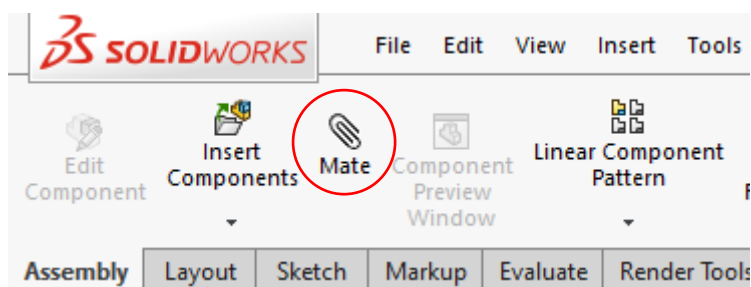 SOLIDWORKS File Edit View Insert Tools
Edit
Component
Insert
Components
Mate
Component
Preview
Window
Linear Component
Pattern
Assembly Layout Sketch Markup Evaluate Render Tools